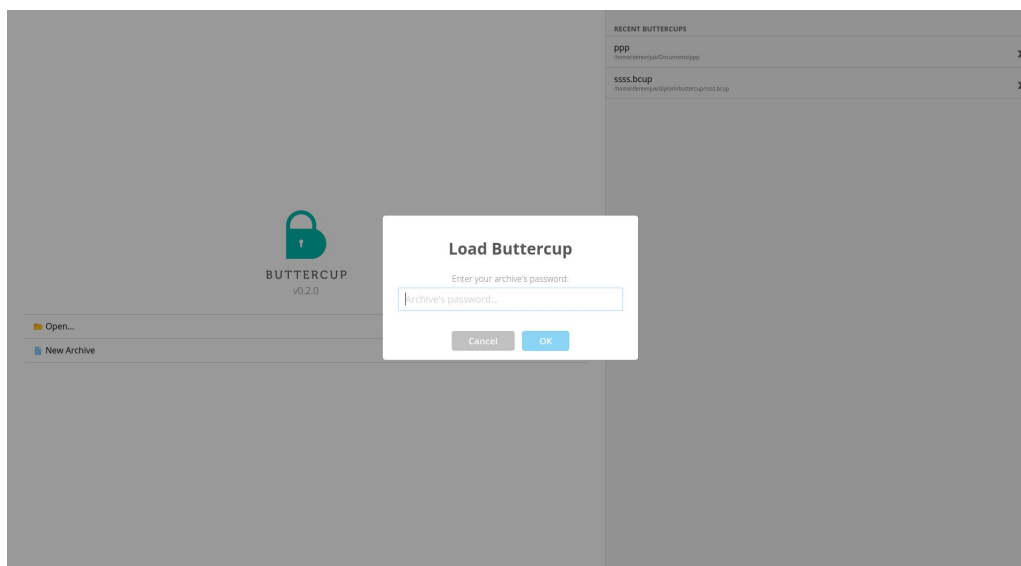 BUTTERCUP
v0.2.0
Open...
New Archive
RECENT BUTTERCUPS
ppp
ssss.bcup
Load Buttercup
Enter your archive's password:
Archive's password...
Cancel
OK